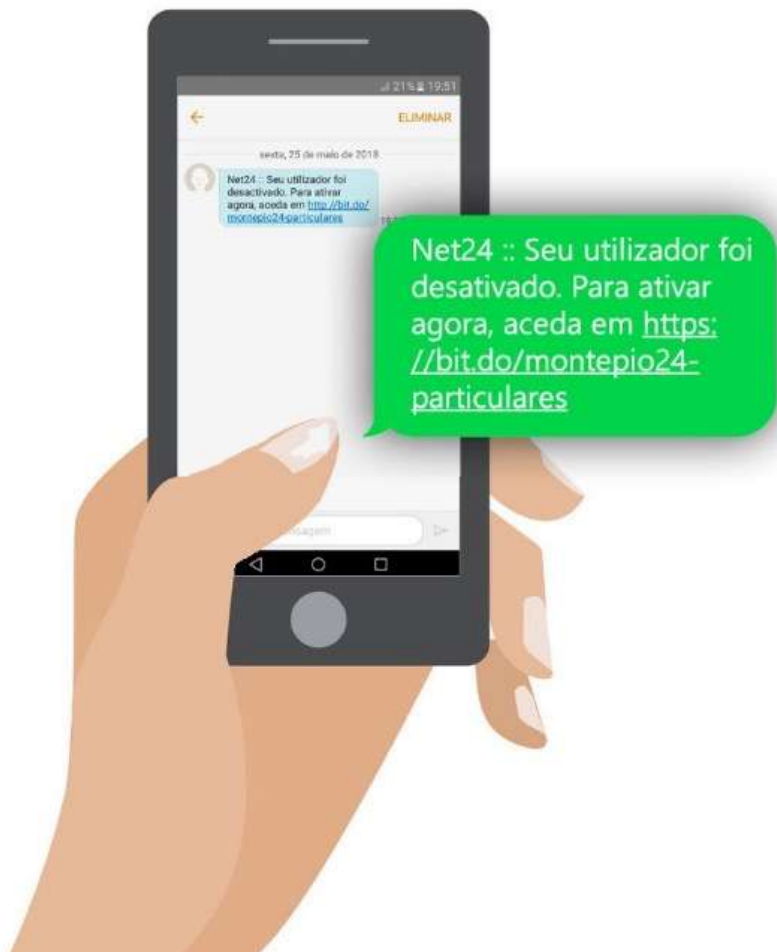 21% 19:51
ELIMINAR
sexta, 25 de maio de 2018
Net24 :: Seu utilizador foi
desactivado. Para ativar
agora, aceda em http://bit.do/
montepio24-particulares
Net24 :: Seu utilizador foi
desativado. Para ativar
agora, aceda em https:
//bit.do/montepio24-
particulares